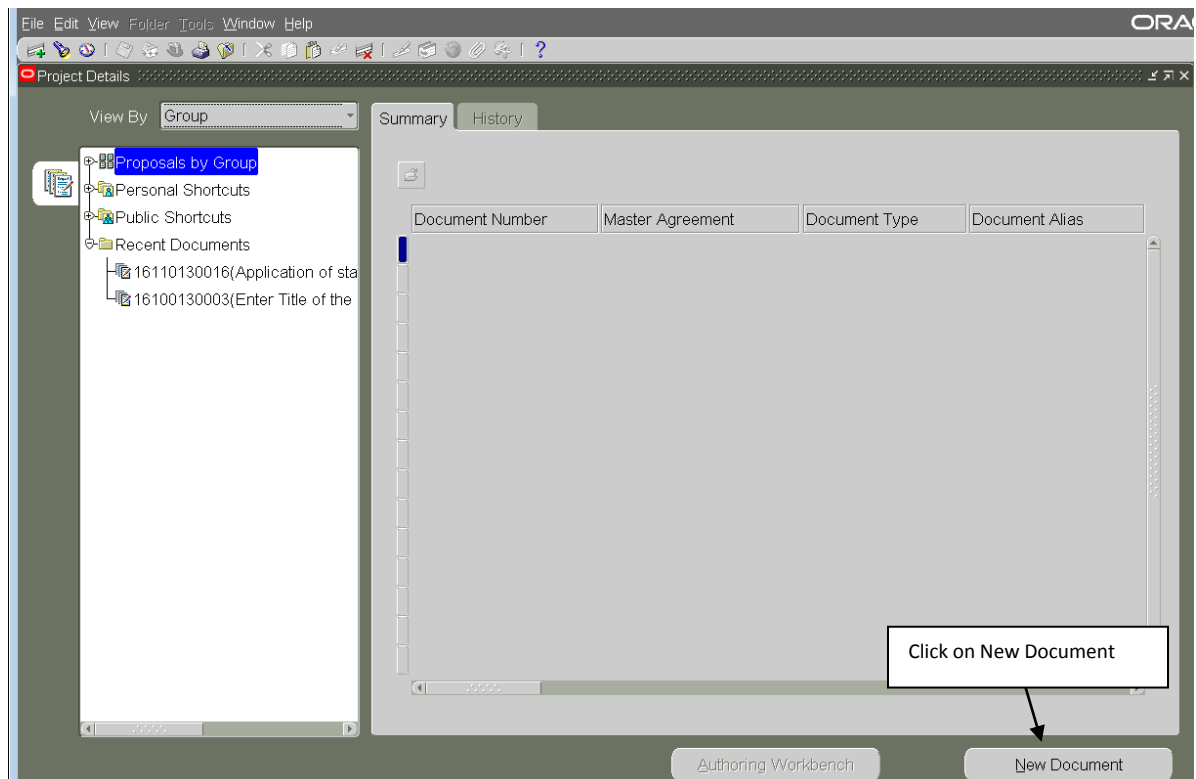 File Edit View Folder Tools Window Help
ORA
Project Details
View By Group
Summary History
Proposals by Group
Personal Shortcuts
Public Shortcuts
Recent Documents
16110130016(Application of sta
16100130003(Enter Title of the
Document Number Master Agreement Document Type Document Alias
Click on New Document
Authoring Workbench New Document